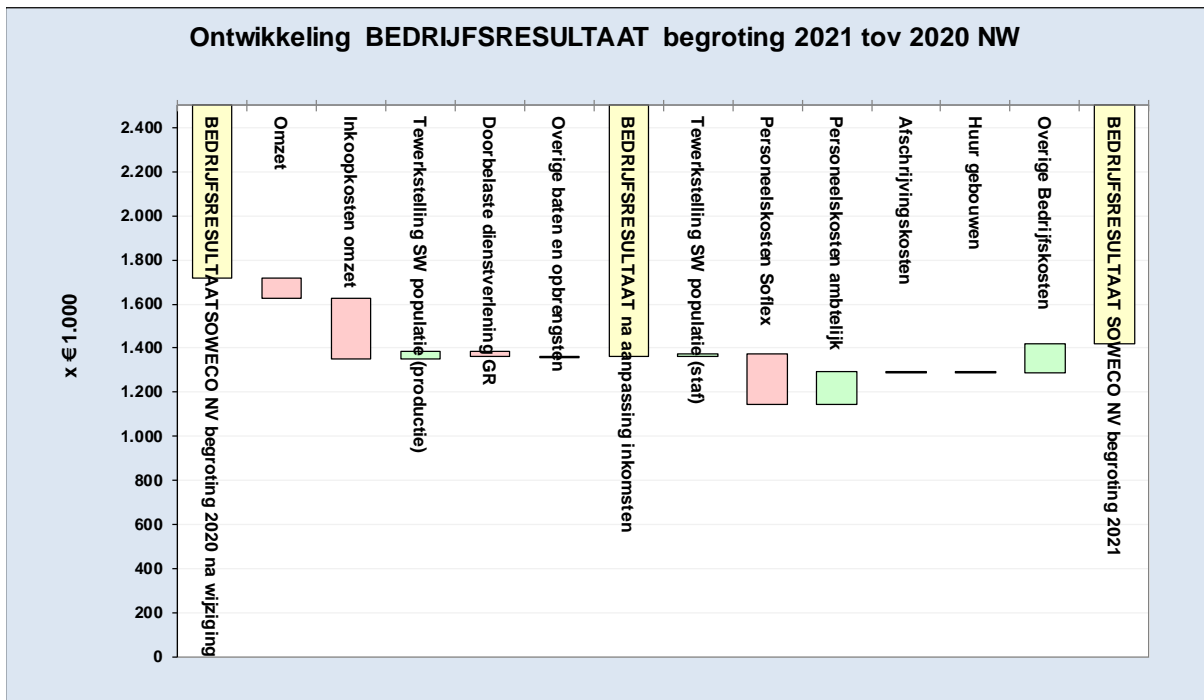 Ontwikkeling BEDRIJFSRESULTAAT begroting 2021 tov 2020 NW
x € 1.000
2.400
2.200
2.000
1.800
1.600
1.400
1.200
1.000
800
600
400
200
0
BEDRIJFSRESULTAATSOWECO NV begroting 2020 na wijziging
Omzet
Inkoopkosten omzet
Tewerkstelling SW populatie (productie)
Doorbelaste dienstverlening GR
Overige baten en opbrengsten
BEDRIJFSRESULTAAT na aanpassing inkomsten
Tewerkstelling SW populatie (staf)
Personeelskosten Soflex
Personeelskosten ambtelijk
Afschrijvingskosten
Huur gebouwen
Overige Bedrijfskosten
BEDRIJFSRESULTAAT SOWECO NV begroting 2021